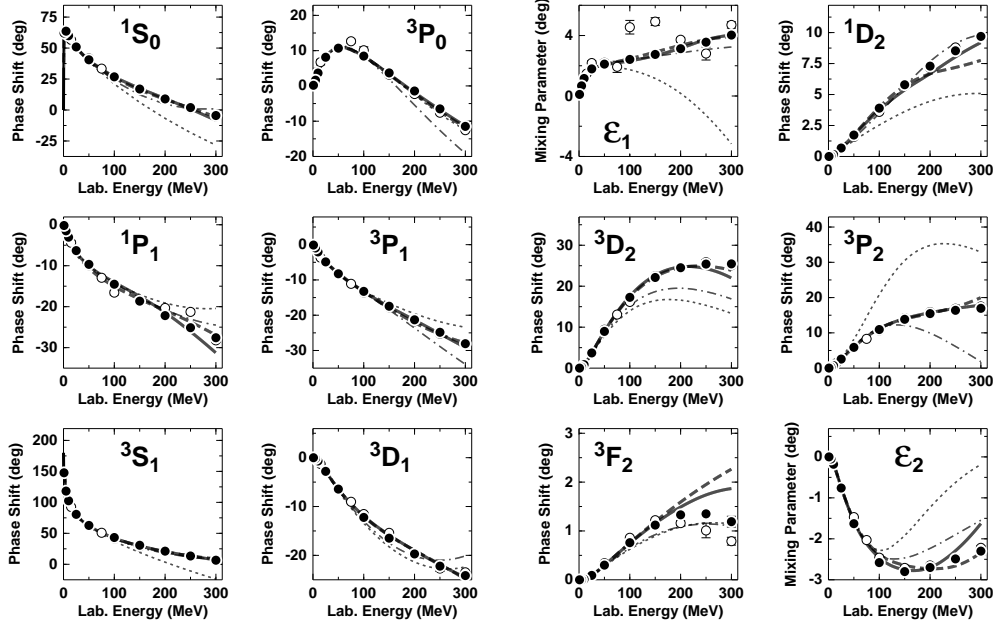 75
50
25
0
-25
Phase Shift (deg)
¹S₀
0 100 200 300
Lab. Energy (MeV)
20
10
0
-10
-20
Phase Shift (deg)
³P₀
0 100 200 300
Lab. Energy (MeV)
4
0
-4
Mixing Parameter (deg)
ε₁
0 100 200 300
Lab. Energy (MeV)
10
7.5
5
2.5
0
Phase Shift (deg)
¹D₂
0 100 200 300
Lab. Energy (MeV)
0
-10
-20
-30
Phase Shift (deg)
¹P₁
0 100 200 300
Lab. Energy (MeV)
10
0
-10
-20
-30
Phase Shift (deg)
³P₁
0 100 200 300
Lab. Energy (MeV)
30
20
10
0
Phase Shift (deg)
³D₂
0 100 200 300
Lab. Energy (MeV)
40
30
20
10
0
Phase Shift (deg)
³P₂
0 100 200 300
Lab. Energy (MeV)
200
150
100
50
0
Phase Shift (deg)
³S₁
0 100 200 300
Lab. Energy (MeV)
0
-10
-20
Phase Shift (deg)
³D₁
0 100 200 300
Lab. Energy (MeV)
3
2
1
0
Phase Shift (deg)
³F₂
0 100 200 300
Lab. Energy (MeV)
0
-1
-2
-3
Mixing Parameter (deg)
ε₂
0 100 200 300
Lab. Energy (MeV)